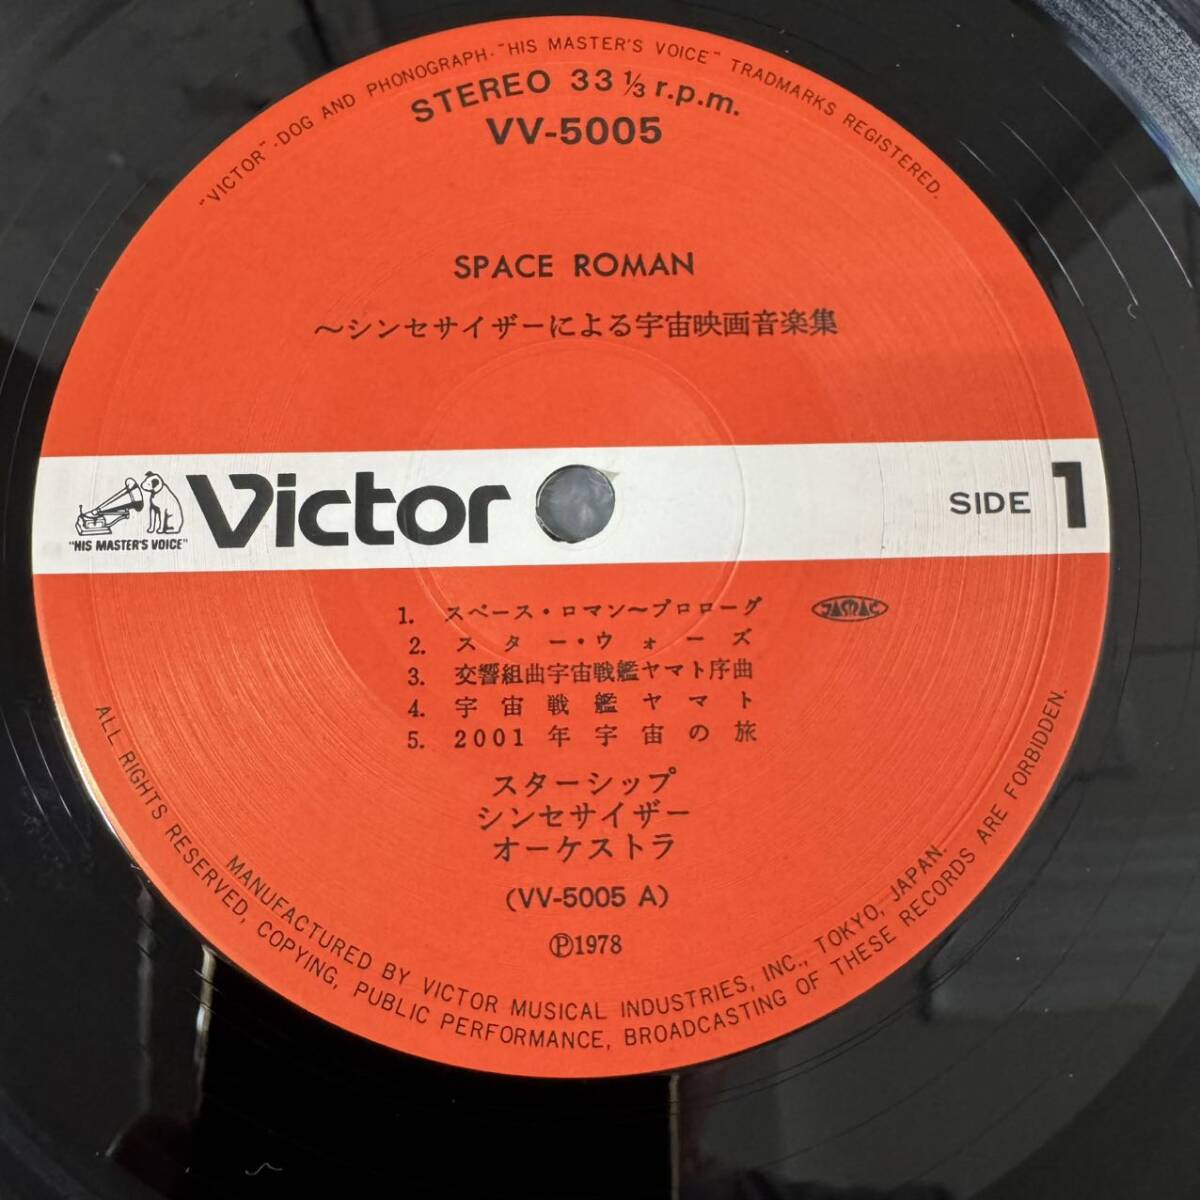 "VICTOR"-DOG AND PHONOGRAPH-"HIS MASTER'S VOICE" TRADMARKS REGISTERED.
STEREO 33 1/3 r.p.m.
VV-5005
SPACE ROMAN
～シンセサイザーによる宇宙映画音楽集
"HIS MASTER'S VOICE"
Victor
SIDE 1
1. スペース・ロマン～プロローグ
JASRAC
2. スター・ウォーズ
3. 交響組曲宇宙戦艦ヤマト序曲
4. 宇宙戦艦ヤマト
5. 2001年宇宙の旅
スターシップ
シンセサイザー
オーケストラ
(VV-5005 A)
Ⓟ1978
MANUFACTURED BY VICTOR MUSICAL INDUSTRIES, INC., TOKYO, JAPAN.
ALL RIGHTS RESERVED, COPYING, PUBLIC PERFORMANCE, BROADCASTING OF THESE RECORDS ARE FORBIDDEN.